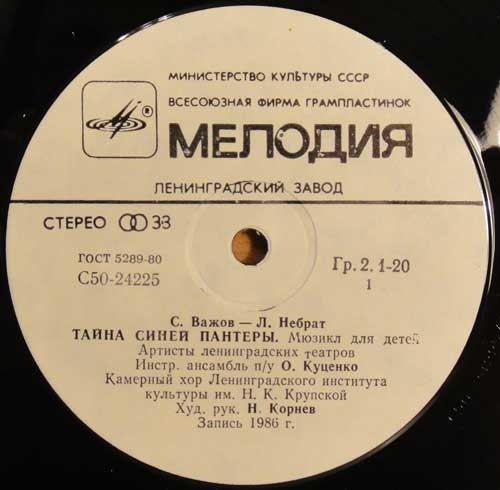 МИНИСТЕРСТВО КУЛЬТУРЫ СССР
ВСЕСОЮЗНАЯ ФИРМА ГРАМПЛАСТИНОК
®
МЕЛОДИЯ
ЛЕНИНГРАДСКИЙ ЗАВОД
СТЕРЕО 33
ГОСТ 5289-80
С50-24225
Гр. 2. 1-20
1
С. Важов — Л. Небрат
ТАЙНА СИНЕЙ ПАНТЕРЫ. Мюзикл для детей
Артисты ленинградских театров
Инстр. ансамбль п/у О. Куценко
Камерный хор Ленинградского института
культуры им. Н. К. Крупской
Худ. рук. Н. Корнев
Запись 1986 г.